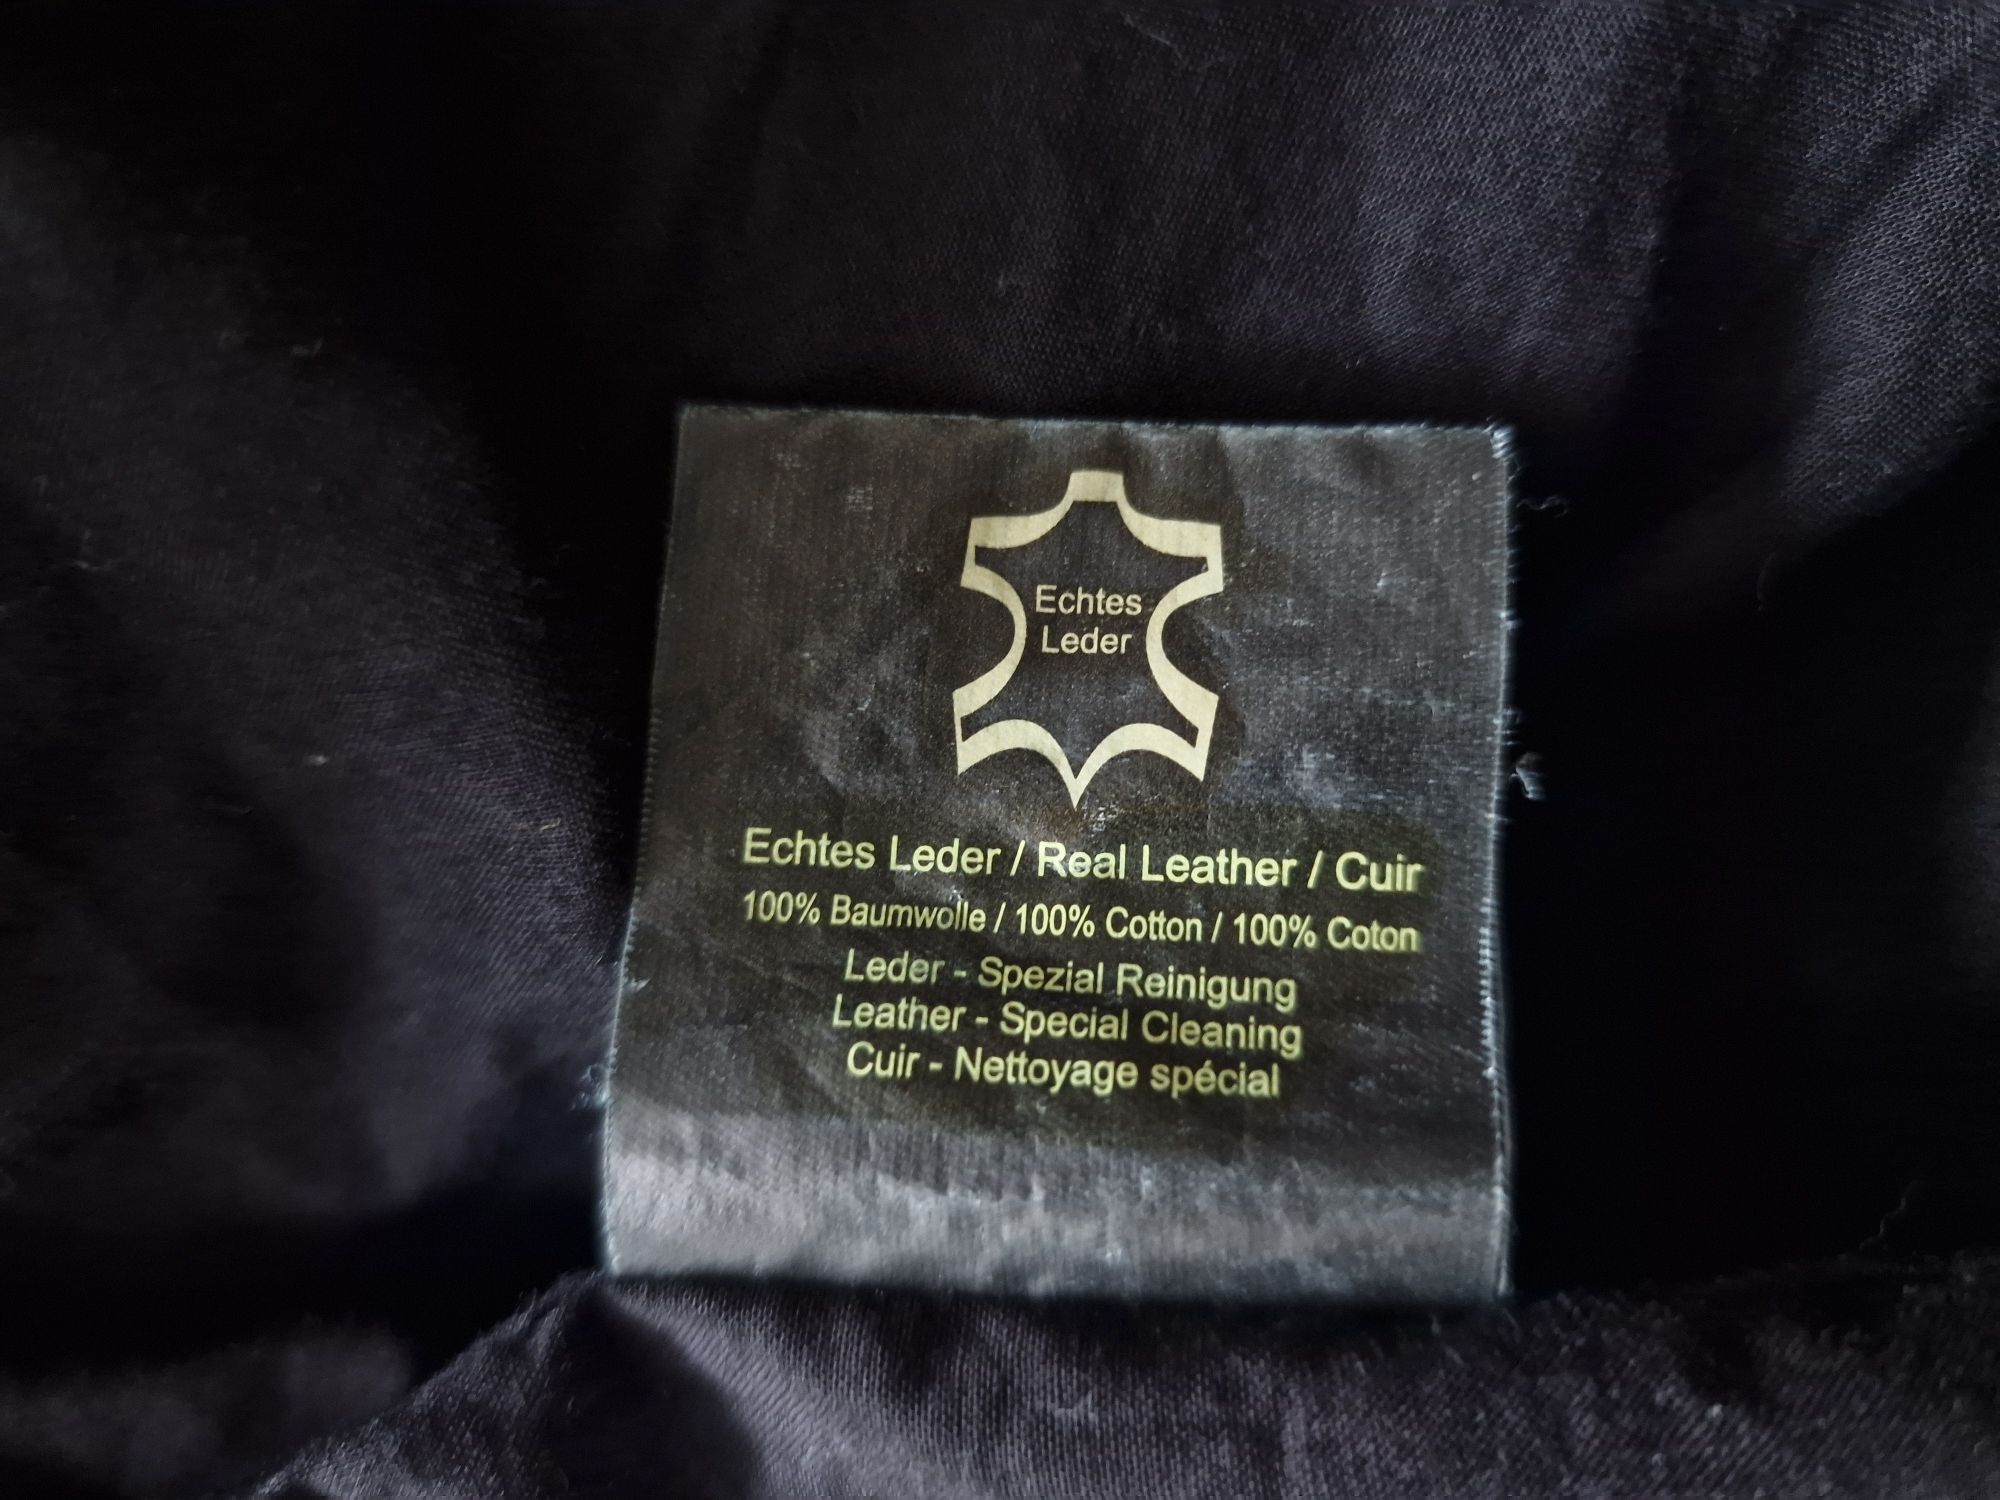 Echtes
Leder
Echtes Leder / Real Leather / Cuir
100% Baumwolle / 100% Cotton / 100% Coton
Leder - Spezial Reinigung
Leather - Special Cleaning
Cuir - Nettoyage spécial